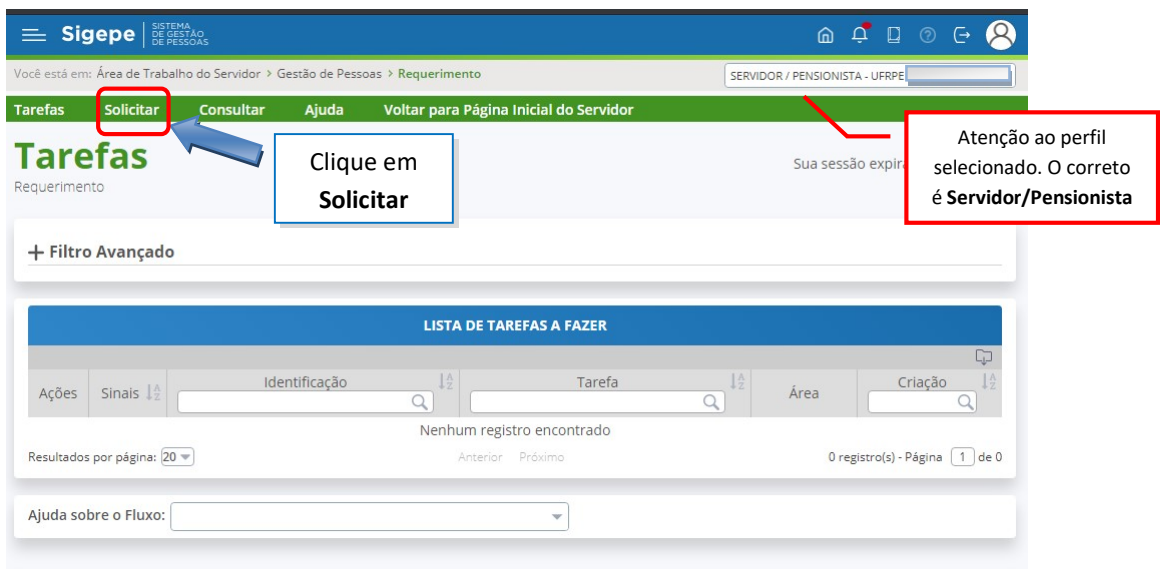 Sigepe SISTEMA DE GESTÃO DE PESSOAS
Você está em: Área de Trabalho do Servidor > Gestão de Pessoas > Requerimento
SERVIDOR / PENSIONISTA - UFRPE
Tarefas Solicitar Consultar Ajuda Voltar para Página Inicial do Servidor
Atenção ao perfil
selecionado. O correto
é Servidor/Pensionista
Tarefas
Requerimento
Clique em
Solicitar
Sua sessão
+ Filtro Avançado
LISTA DE TAREFAS A FAZER
Ações Sinais Identificação Tarefa Área Criação
Nenhum registro encontrado
Resultados por página: 20 Anterior Próximo 0 registro(s) - Página 1 de 0
Ajuda sobre o Fluxo: